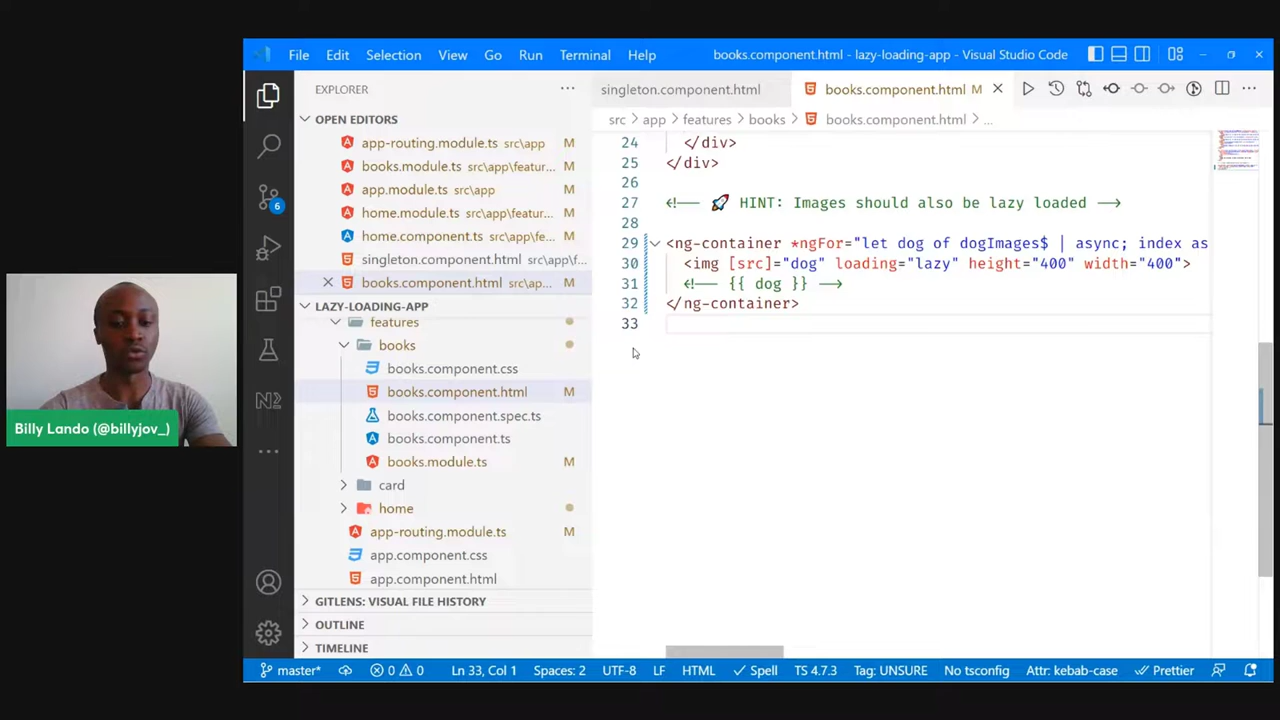 File Edit Selection View Go Run Terminal Help
books.component.html - lazy-loading-app - Visual Studio Code
EXPLORER
OPEN EDITORS
app-routing.module.ts src\app M
books.module.ts src\app\featur... M
app.module.ts src\app M
home.module.ts src\app\featur... M
home.component.ts src\app\fe... M
singleton.component.html src\app\f...
books.component.html src\ap... M
LAZY-LOADING-APP
features
books
books.component.css
books.component.html M
books.component.spec.ts
books.component.ts
books.module.ts M
card
home
app-routing.module.ts M
app.component.css
app.component.html
GITLENS: VISUAL FILE HISTORY
OUTLINE
TIMELINE
6
singleton.component.html
books.component.html M
src > app > features > books > books.component.html > ...
24 </div>
25 </div>
26
27 <!-- 🚀 HINT: Images should also be lazy loaded -->
28
29 <ng-container *ngFor="let dog of dogImages$ | async; index as
30 <img [src]="dog" loading="lazy" height="400" width="400">
31 <!-- {{ dog }} -->
32 </ng-container>
33
Billy Lando (@billyjov_)
master* 0 0 Ln 33, Col 1 Spaces: 2 UTF-8 LF HTML Spell TS 4.7.3 Tag: UNSURE No tsconfig Attr: kebab-case Prettier